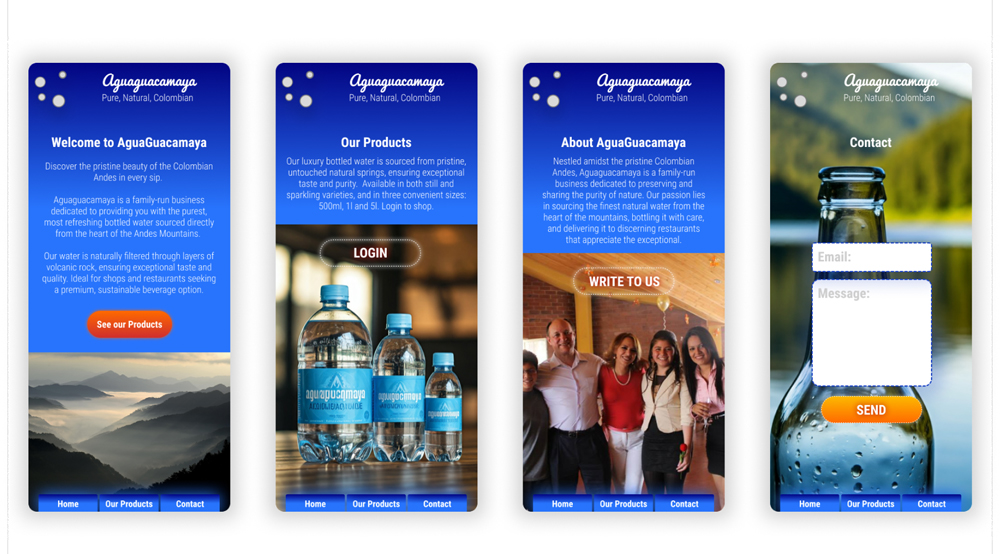 Aguaguacamaya
Pure, Natural, Colombian
Welcome to AguaGuacamaya
Discover the pristine beauty of the Colombian
Andes in every sip.
Aguaguacamaya is a family-run business
dedicated to providing you with the purest,
most refreshing bottled water sourced directly
from the heart of the Andes Mountains.
Our water is naturally filtered through layers of
volcanic rock, ensuring exceptional taste and
quality. Ideal for shops and restaurants seeking
a premium, sustainable beverage option.
See our Products
Home Our Products Contact
Aguaguacamaya
Pure, Natural, Colombian
Our Products
Our luxury bottled water is sourced from pristine,
untouched natural springs, ensuring exceptional
taste and purity. Available in both still and
sparkling varieties, and in three convenient sizes:
500ml, 1l and 5l. Login to shop.
LOGIN
Home Our Products Contact
Aguaguacamaya
Pure, Natural, Colombian
About AguaGuacamaya
Nestled amidst the pristine Colombian
Andes, Aguaguacamaya is a family-run
business dedicated to preserving and
sharing the purity of nature. Our passion lies
in sourcing the finest natural water from the
heart of the mountains, bottling it with care,
and delivering it to discerning restaurants
that appreciate the exceptional.
WRITE TO US
Home Our Products Contact
Aguaguacamaya
Pure, Natural, Colombian
Contact
Email:
Message:
SEND
Home Our Products Contact